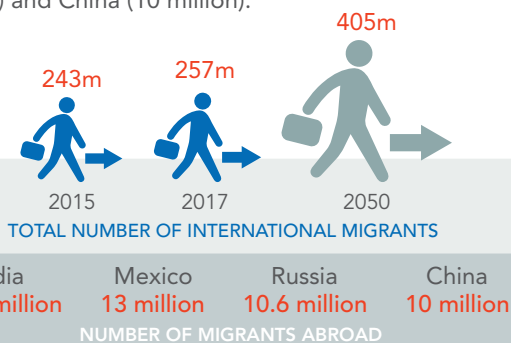 ) and China (10 million).
405m
243m 257m
2015 2017 2050
TOTAL NUMBER OF INTERNATIONAL MIGRANTS
dia Mexico Russia China
million 13 million 10.6 million 10 million
NUMBER OF MIGRANTS ABROAD